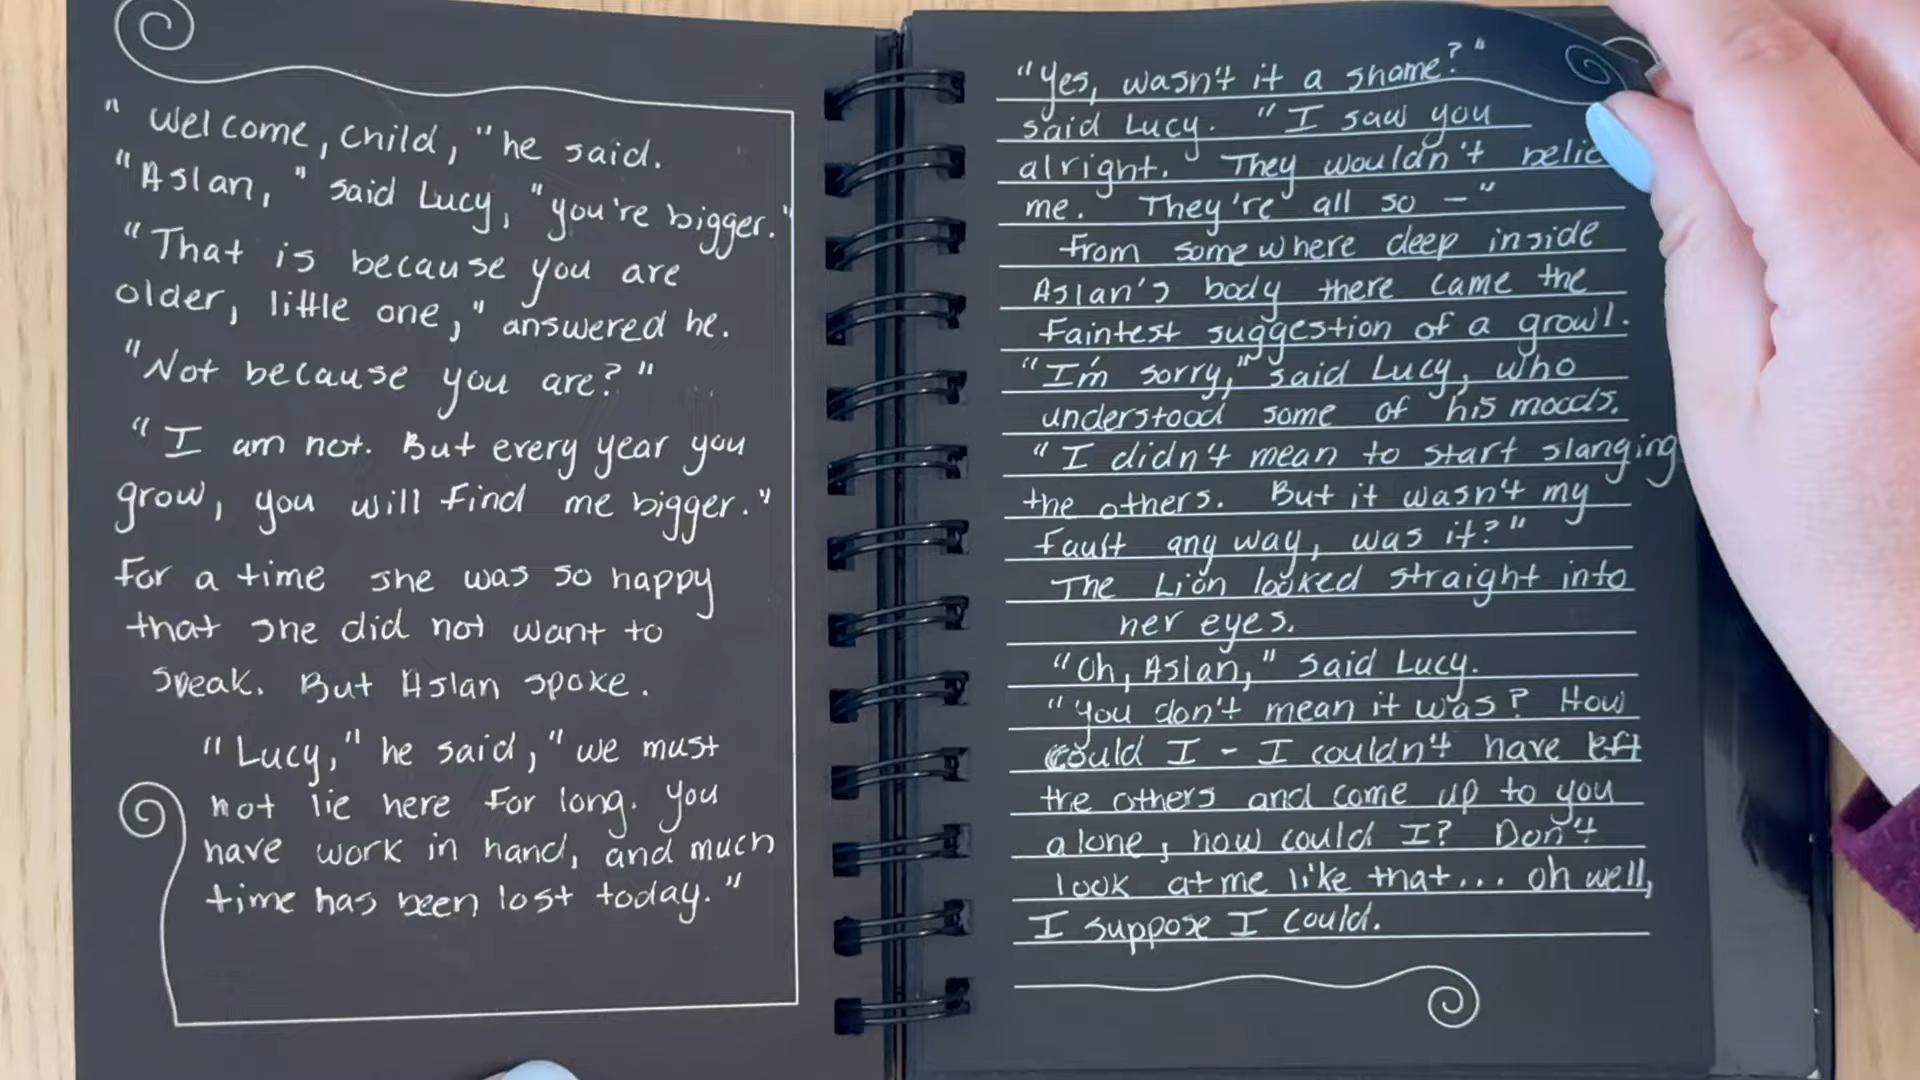 " Welcome, child, " he said.
"Aslan, " said Lucy, "you're bigger."
"That is because you are
older, little one, " answered he.
"Not because you are? "
"I am not. But every year you
grow, you will find me bigger."
For a time she was so happy
that she did not want to
speak. But Aslan spoke.
"Lucy, " he said, "we must
not lie here for long. You
have work in hand, and much
time has been lost today. "
"Yes, wasn't it a shame? "
said Lucy. "I saw you
alright. They wouldn't
me. They're all so - "
From somewhere deep inside
Aslan's body there came the
faintest suggestion of a growl.
"I'm sorry, " said Lucy, who
understood some of his moods.
"I didn't mean to start slanging
the others. But it wasn't my
fault any way, was it? "
The Lion looked straight into
her eyes.
"Oh, Aslan, " said Lucy.
"You don't mean it was? How
could I - I couldn't have left
the others and come up to you
alone, how could I? Don't
look at me like that... oh well,
I suppose I could.